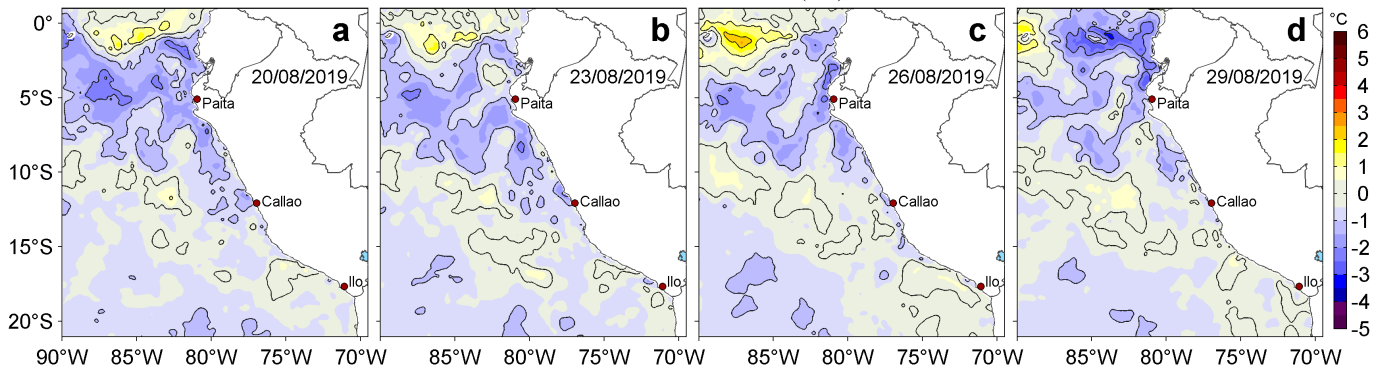 a b c d
°C
20/08/2019 23/08/2019 26/08/2019 29/08/2019
Paita Paita Paita Paita
Callao Callao Callao Callao
Ilo Ilo Ilo Ilo
0°
5°S
10°S
15°S
20°S
90°W 85°W 80°W 75°W 70°W 85°W 80°W 75°W 70°W 85°W 80°W 75°W 70°W 85°W 80°W 75°W 70°W
6
5
4
3
2
1
0
-1
-2
-3
-4
-5